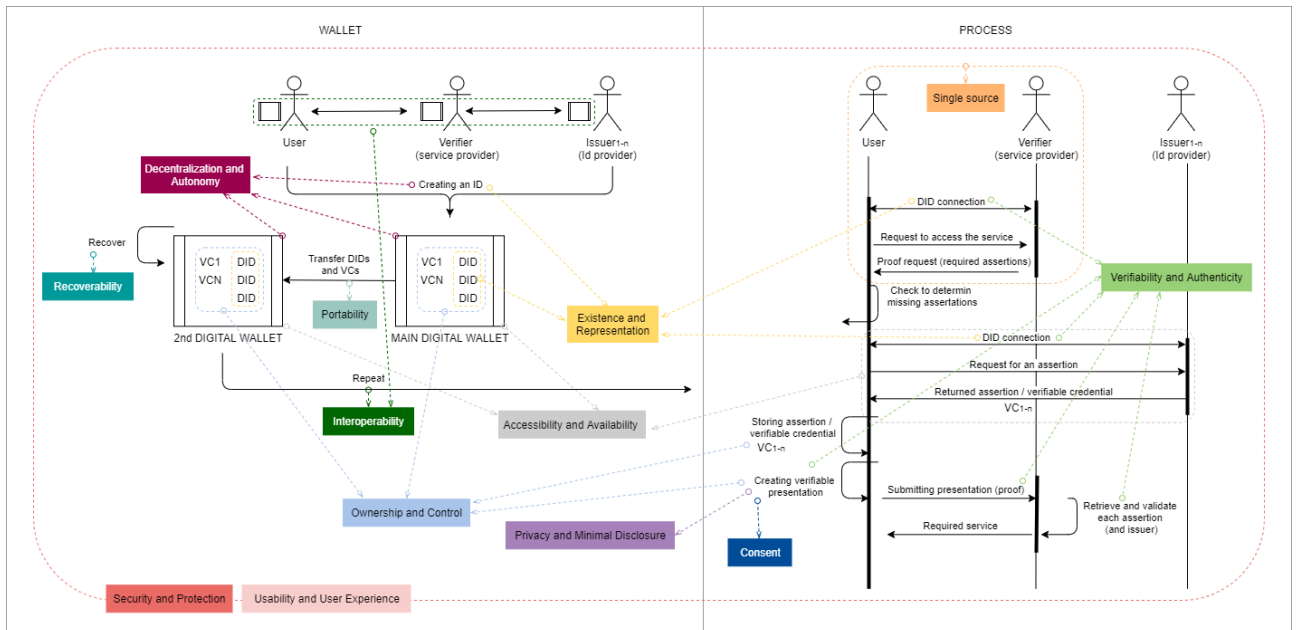 WALLET
PROCESS
User
Verifier
(service provider)
Issuer1-n
(Id provider)
Decentralization and
Autonomy
Creating an ID
Recover
Recoverability
VC1
VCN
DID
DID
DID
2nd DIGITAL WALLET
Transfer DIDs
and VCs
Portability
VC1
VCN
DID
DID
DID
MAIN DIGITAL WALLET
Existence and
Representation
Repeat
Interoperability
Accessibility and Availability
Ownership and Control
Privacy and Minimal Disclosure
Security and Protection
Usability and User Experience
Single source
User
Verifier
(service provider)
Issuer1-n
(Id provider)
DID connection
Request to access the service
Proof request (required assertions)
Verifiability and Authenticity
Check to determin
missing assertations
DID connection
Request for an assertion
Returned assertion / verifiable credential
VC1-n
Storing assertion /
verifiable credential
VC1-n
Creating verifiable
presentation
Submitting presentation (proof)
Retrieve and validate
each assertion
(and issuer)
Required service
Consent